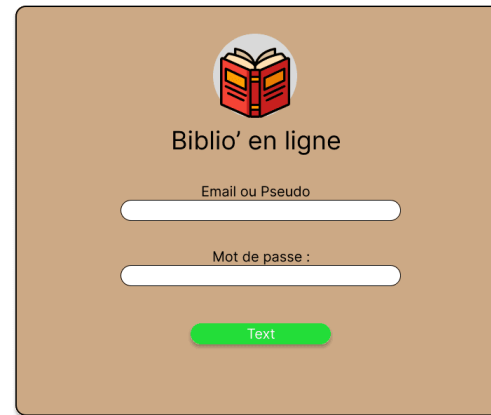 Biblio’ en ligne
Email ou Pseudo
Mot de passe :
Text